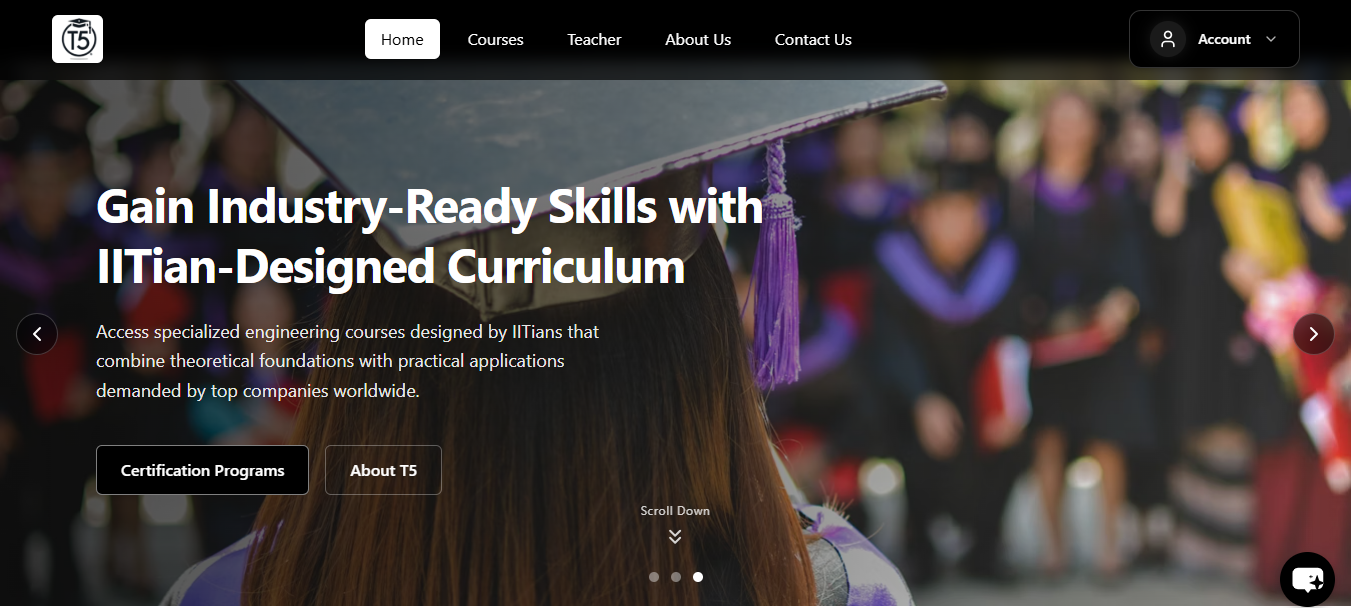 T5
Home
Courses
Teacher
About Us
Contact Us
Account
Gain Industry-Ready Skills with
IITian-Designed Curriculum
Access specialized engineering courses designed by IITians that
combine theoretical foundations with practical applications
demanded by top companies worldwide.
Certification Programs
About T5
Scroll Down